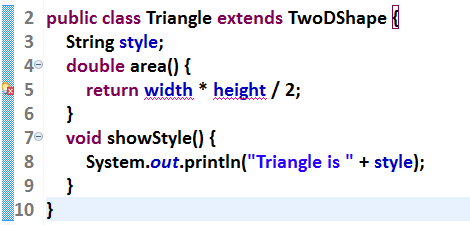 2 public class Triangle extends TwoDShape {
3 String style;
4 double area() {
5 return width * height / 2;
6 }
7 void showStyle() {
8 System.out.println("Triangle is " + style);
9 }
10 }